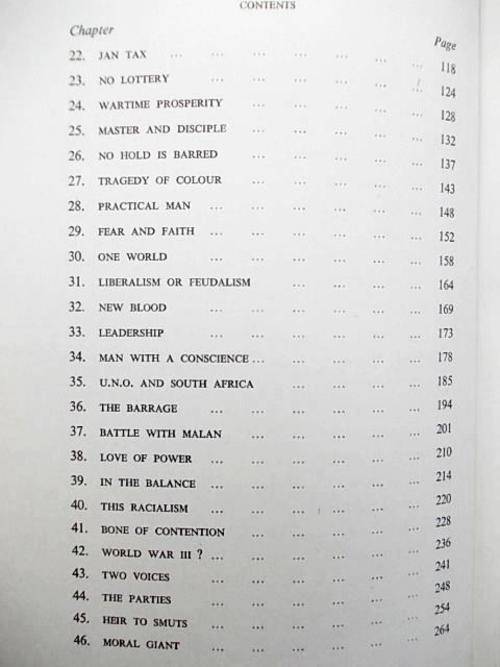 CONTENTS
Chapter Page
22. JAN TAX ... ... ... ... ... ... ... 118
23. NO LOTTERY ... ... ... ... ... ... 124
24. WARTIME PROSPERITY ... ... ... ... ... 128
25. MASTER AND DISCIPLE ... ... ... ... ... 132
26. NO HOLD IS BARRED ... ... ... ... ... 137
27. TRAGEDY OF COLOUR ... ... ... ... ... 143
28. PRACTICAL MAN ... ... ... ... ... ... 148
29. FEAR AND FAITH ... ... ... ... ... ... 152
30. ONE WORLD ... ... ... ... ... ... 158
31. LIBERALISM OR FEUDALISM ... ... ... ... 164
32. NEW BLOOD ... ... ... ... ... ... 169
33. LEADERSHIP ... ... ... ... ... ... 173
34. MAN WITH A CONSCIENCE ... ... ... ... ... 178
35. U.N.O. AND SOUTH AFRICA ... ... ... ... 185
36. THE BARRAGE ... ... ... ... ... ... 194
37. BATTLE WITH MALAN ... ... ... ... ... 201
38. LOVE OF POWER ... ... ... ... ... ... 210
39. IN THE BALANCE ... ... ... ... ... ... 214
40. THIS RACIALISM ... ... ... ... ... ... 220
41. BONE OF CONTENTION ... ... ... ... ... 228
42. WORLD WAR III ? ... ... ... ... ... ... 236
43. TWO VOICES ... ... ... ... ... ... 241
44. THE PARTIES ... ... ... ... ... ... 248
45. HEIR TO SMUTS ... ... ... ... ... ... 254
46. MORAL GIANT ... ... ... ... ... ... 264